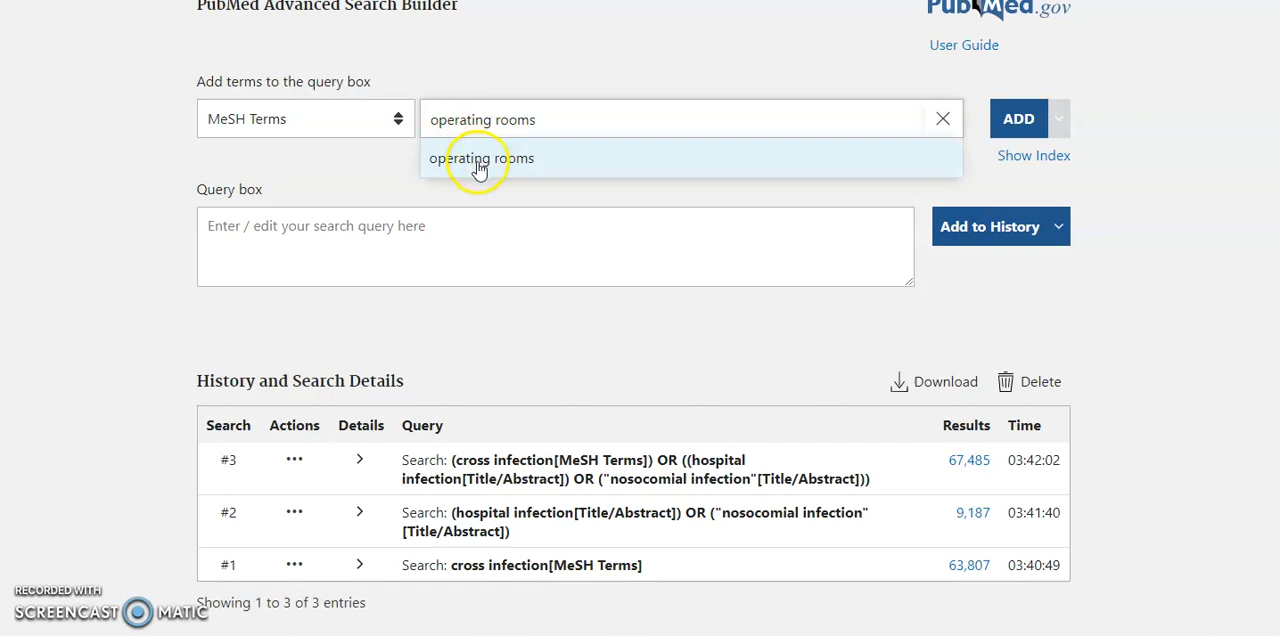 PubMed Advanced Search Builder
PubMed.gov
User Guide
Add terms to the query box
MeSH Terms
operating rooms
ADD
operating rooms
Show Index
Query box
Enter / edit your search query here
Add to History
History and Search Details
Download
Delete
Search Actions Details Query Results Time
#3 ••• Search: (cross infection[MeSH Terms]) OR ((hospital 67,485 03:42:02
infection[Title/Abstract]) OR ("nosocomial infection"[Title/Abstract]))
#2 ••• Search: (hospital infection[Title/Abstract]) OR ("nosocomial infection" 9,187 03:41:40
[Title/Abstract])
#1 ••• Search: cross infection[MeSH Terms] 63,807 03:40:49
RECORDED WITH
SCREENCAST MATIC
Showing 1 to 3 of 3 entries